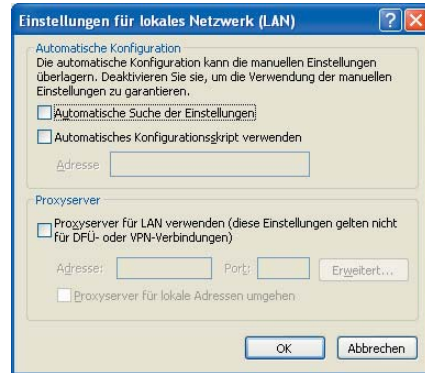 Einstellungen für lokales Netzwerk (LAN)
Automatische Konfiguration
Die automatische Konfiguration kann die manuellen Einstellungen
überlagern. Deaktivieren Sie sie, um die Verwendung der manuellen
Einstellungen zu garantieren.
Automatische Suche der Einstellungen
Automatisches Konfigurationsskript verwenden
Adresse
Proxyserver
Proxyserver für LAN verwenden (diese Einstellungen gelten nicht
für DFÜ- oder VPN-Verbindungen)
Adresse: Port: Erweitert...
Proxyserver für lokale Adressen umgehen
OK Abbrechen